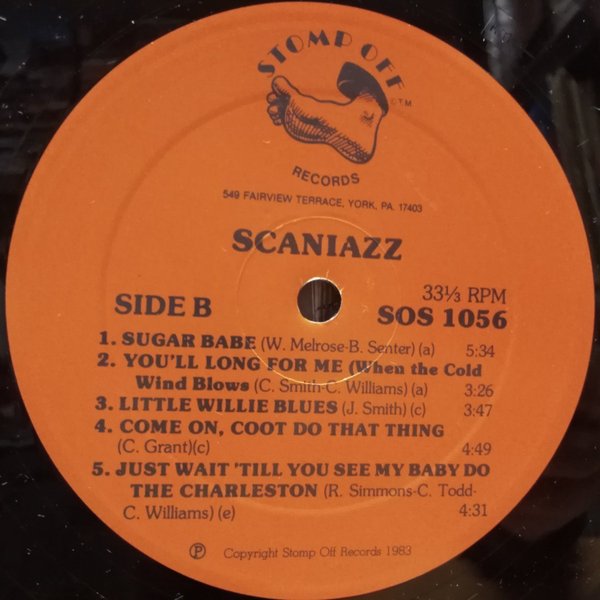 STOMP OFF
©TM
RECORDS
549 FAIRVIEW TERRACE, YORK, PA. 17403
SCANIAZZ
SIDE B
33⅓ RPM
SOS 1056
1. SUGAR BABE (W. Melrose-B. Senter) (a) 5:34
2. YOU'LL LONG FOR ME (When the Cold
Wind Blows (C. Smith-C. Williams) (a) 3:26
3. LITTLE WILLIE BLUES (J. Smith) (c) 3:47
4. COME ON, COOT DO THAT THING
(C. Grant)(c) 4:49
5. JUST WAIT 'TILL YOU SEE MY BABY DO
THE CHARLESTON (R. Simmons-C. Todd-
C. Williams) (e) 4:31
℗ Copyright Stomp Off Records 1983